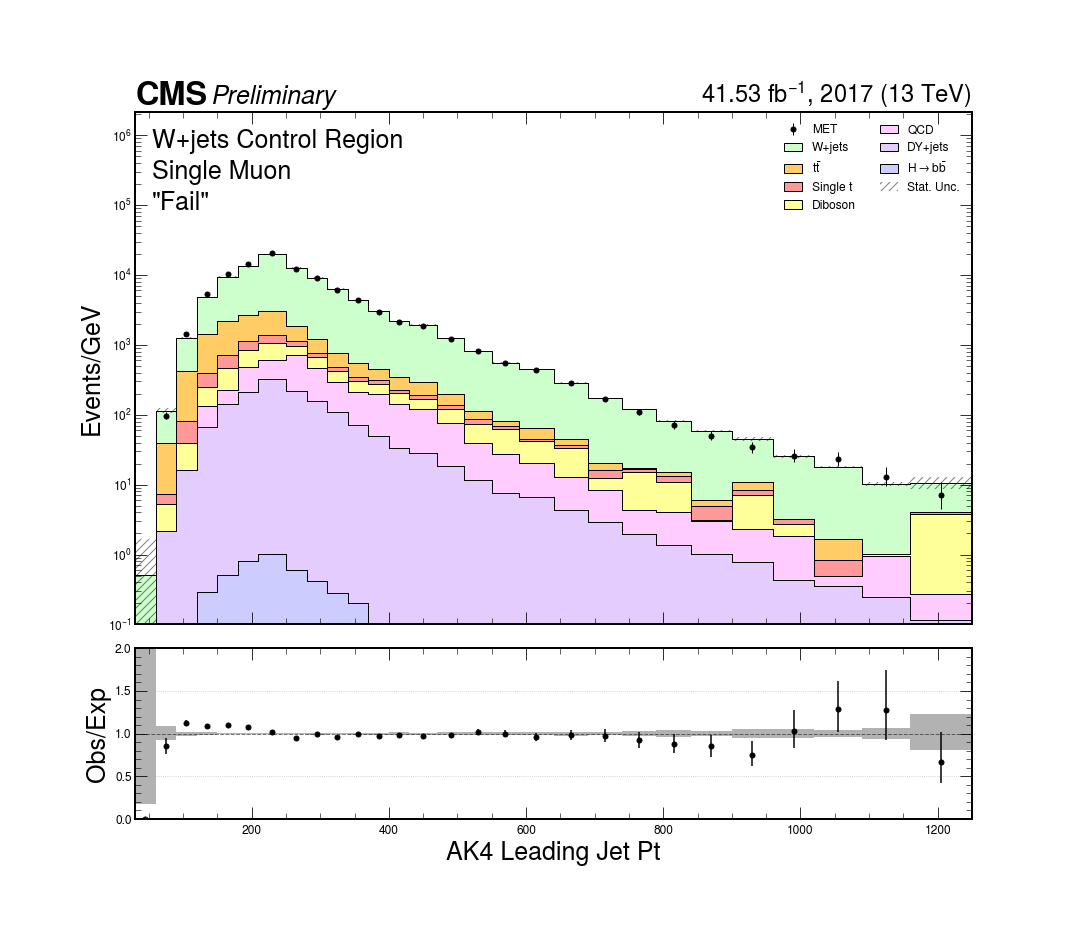 CMS Preliminary
41.53 fb⁻¹, 2017 (13 TeV)
W+jets Control Region
Single Muon
"Fail"
MET
W+jets
tt̄
Single t
Diboson
QCD
DY+jets
H→bb̄
Stat. Unc.
Events/GeV
10⁶
10⁵
10⁴
10³
10²
10¹
10⁰
10⁻¹
Obs/Exp
2.0
1.5
1.0
0.5
0.0
200 400 600 800 1000 1200
AK4 Leading Jet Pt